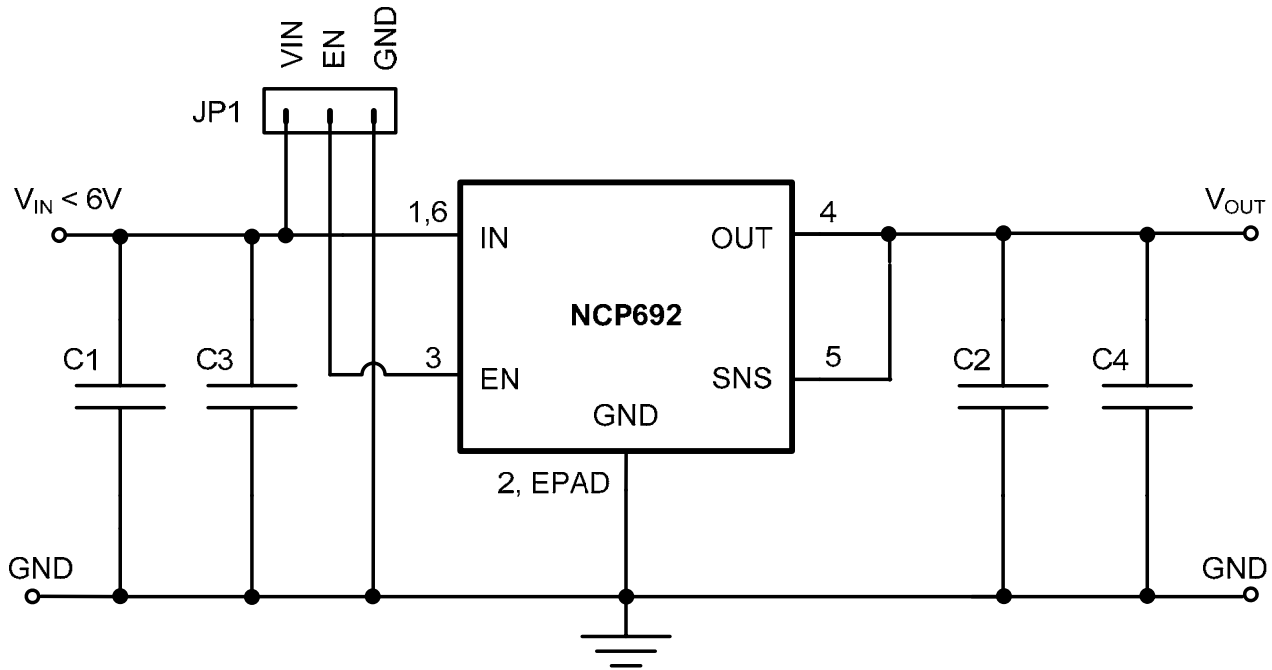 VIN
EN
GND
JP1
VIN < 6V
1,6
4
VOUT
IN
OUT
NCP692
C1
C3
3
EN
SNS
5
C2
C4
GND
2, EPAD
GND
GND